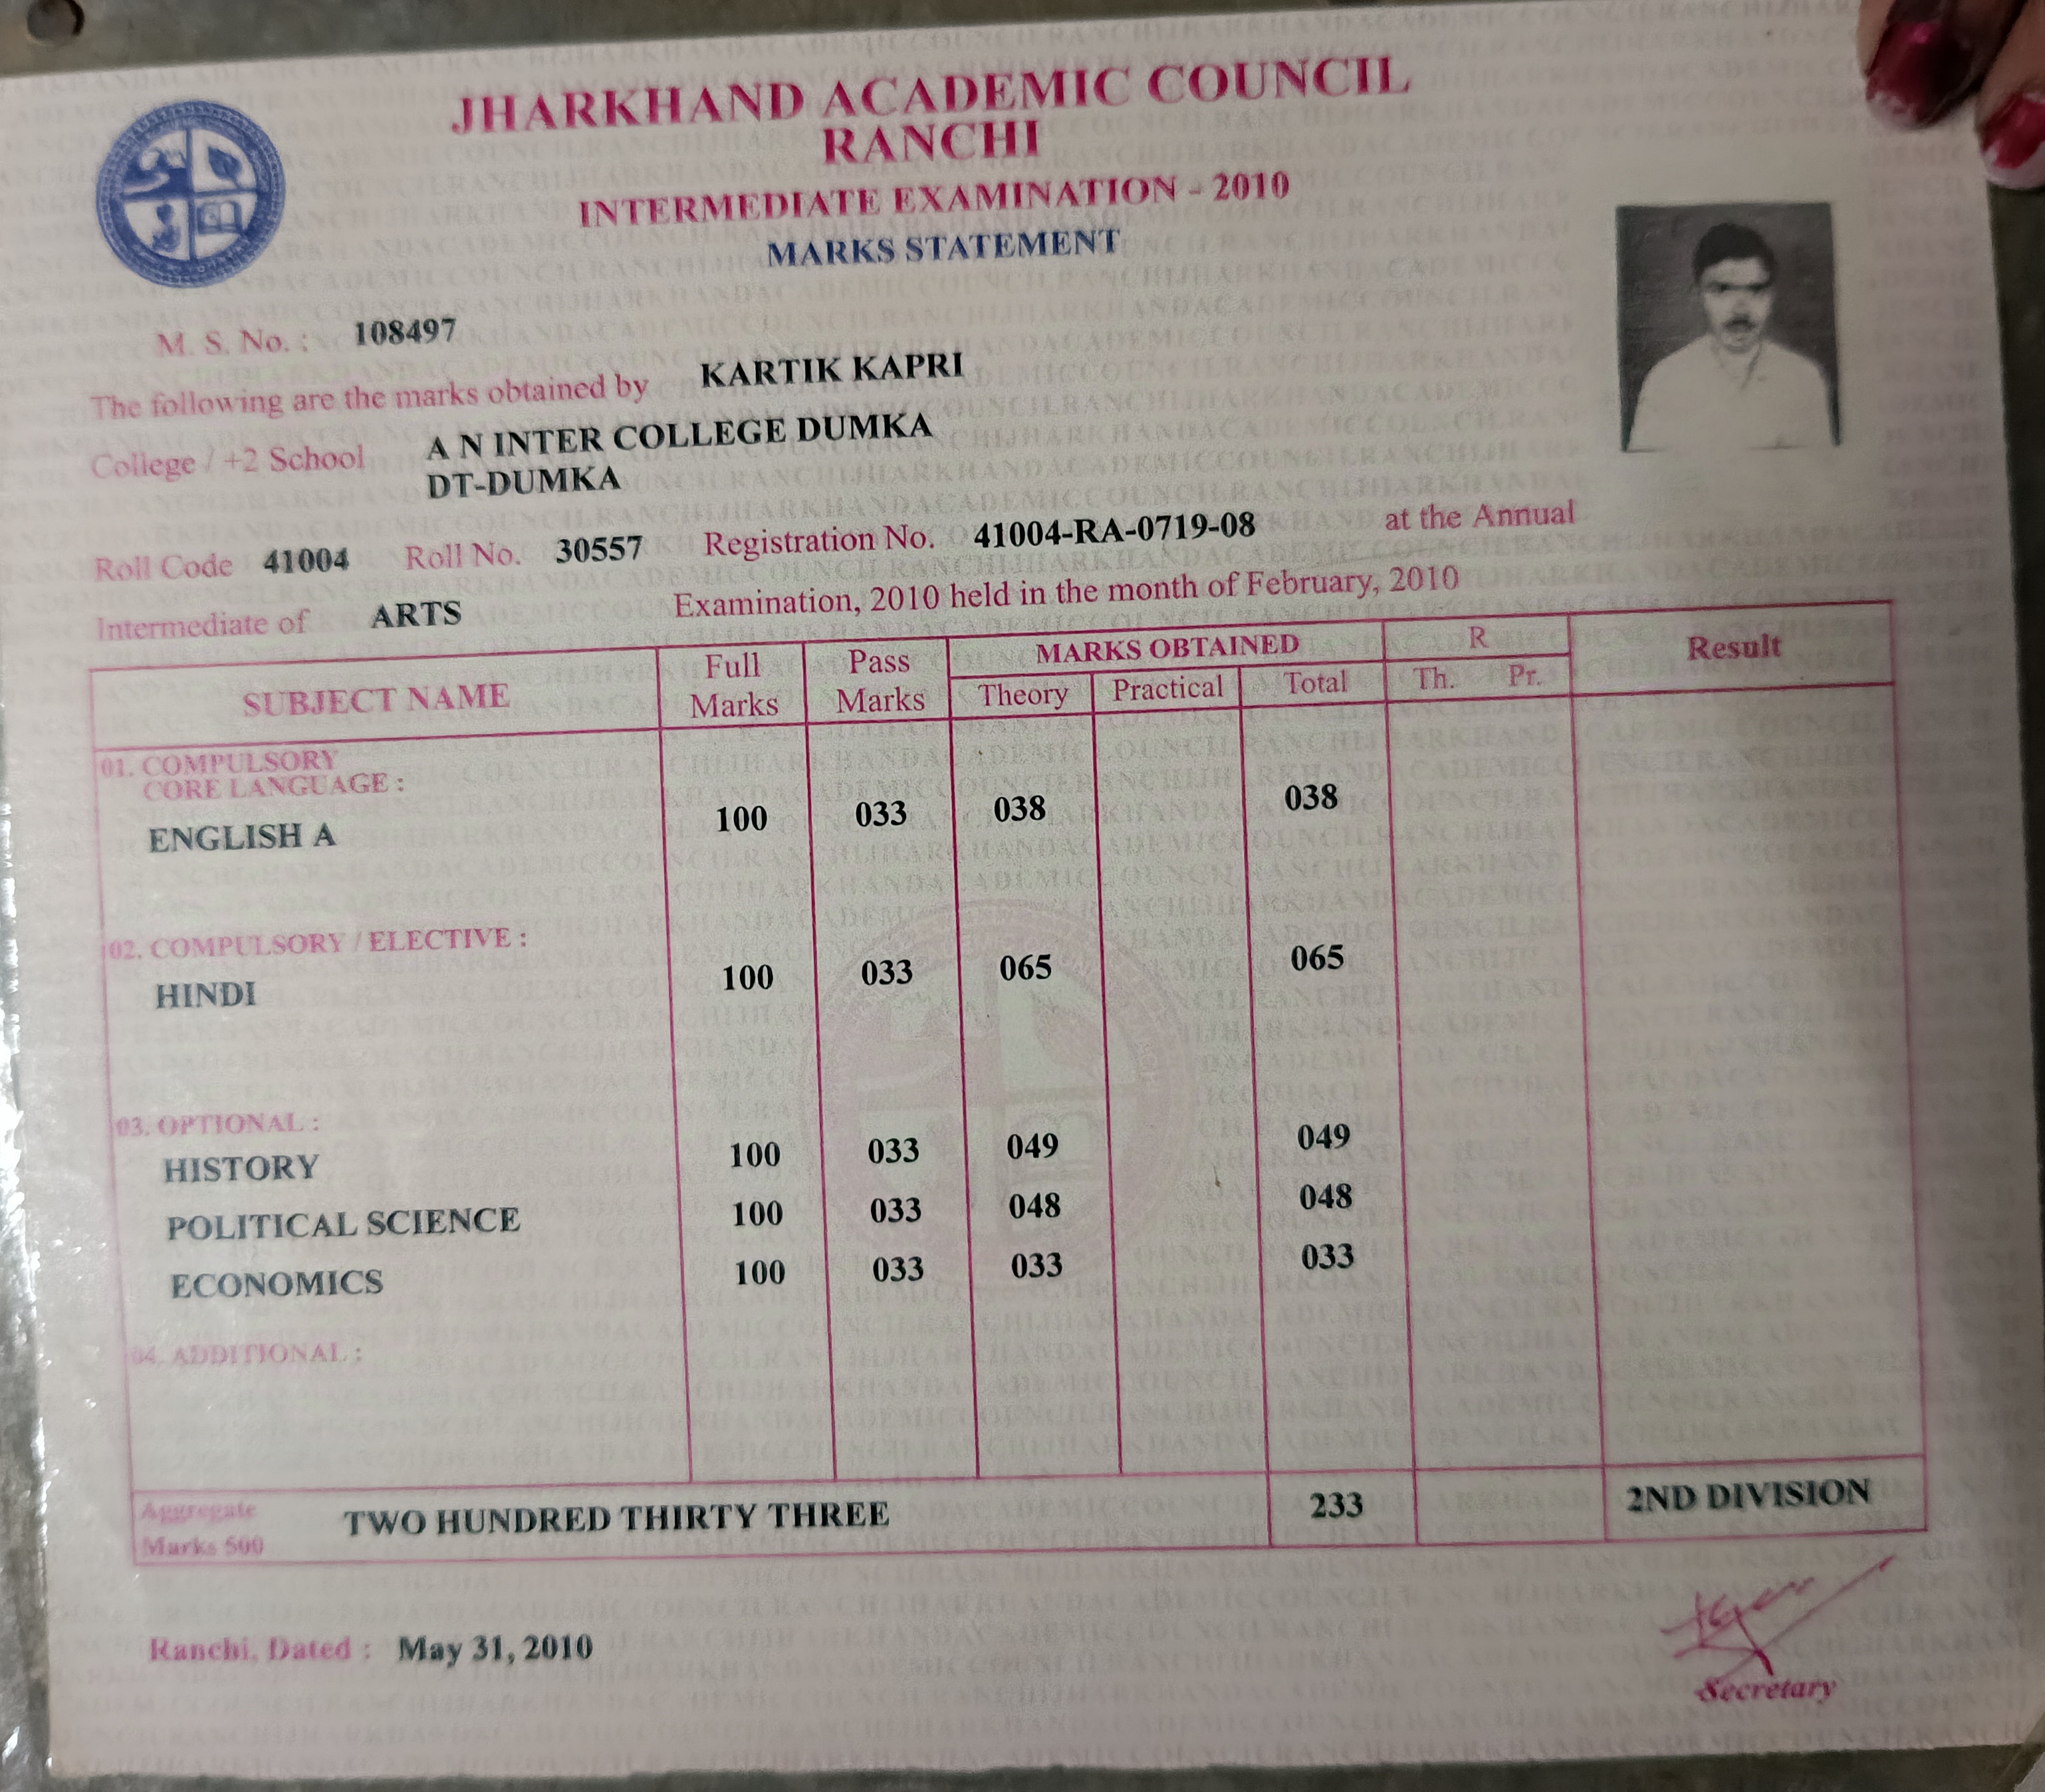 JHARKHAND ACADEMIC COUNCIL
RANCHI
INTERMEDIATE EXAMINATION - 2010
MARKS STATEMENT
M. S. No. : 108497
The following are the marks obtained by KARTIK KAPRI
College / +2 School A N INTER COLLEGE DUMKA
DT-DUMKA
Roll Code 41004 Roll No. 30557 Registration No. 41004-RA-0719-08 at the Annual
Intermediate of ARTS Examination, 2010 held in the month of February, 2010
SUBJECT NAME Full Marks Pass Marks MARKS OBTAINED R Result
Theory Practical Total Th. Pr.
01. COMPULSORY
CORE LANGUAGE :
ENGLISH A 100 033 038 038
02. COMPULSORY / ELECTIVE :
HINDI 100 033 065 065
03. OPTIONAL :
HISTORY 100 033 049 049
POLITICAL SCIENCE 100 033 048 048
ECONOMICS 100 033 033 033
04. ADDITIONAL :
Aggregate
Marks 500 TWO HUNDRED THIRTY THREE 233 2ND DIVISION
Ranchi, Dated : May 31, 2010
Secretary